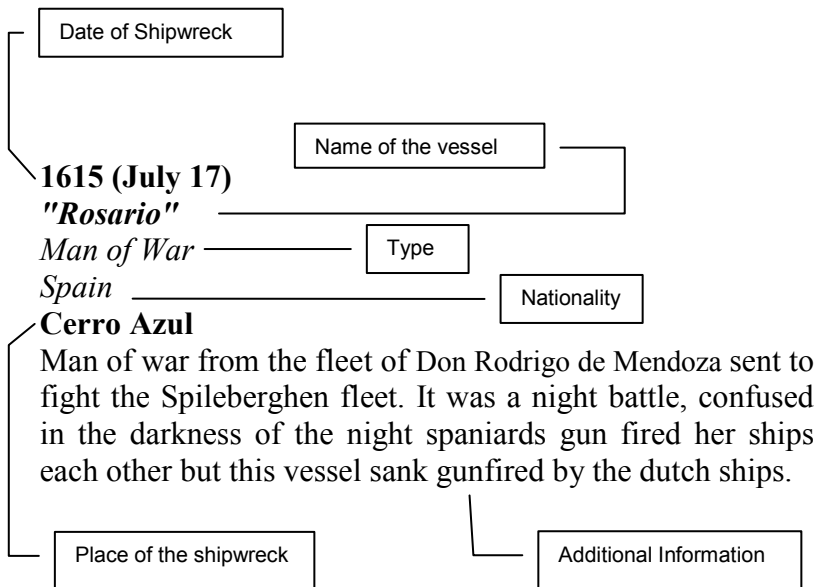 Date of Shipwreck
Name of the vessel
1615 (July 17)
"Rosario"
Man of War
Type
Spain
Nationality
Cerro Azul
Man of war from the fleet of Don Rodrigo de Mendoza sent to
fight the Spileberghen fleet. It was a night battle, confused
in the darkness of the night spaniards gun fired her ships
each other but this vessel sank gunfired by the dutch ships.
Place of the shipwreck
Additional Information